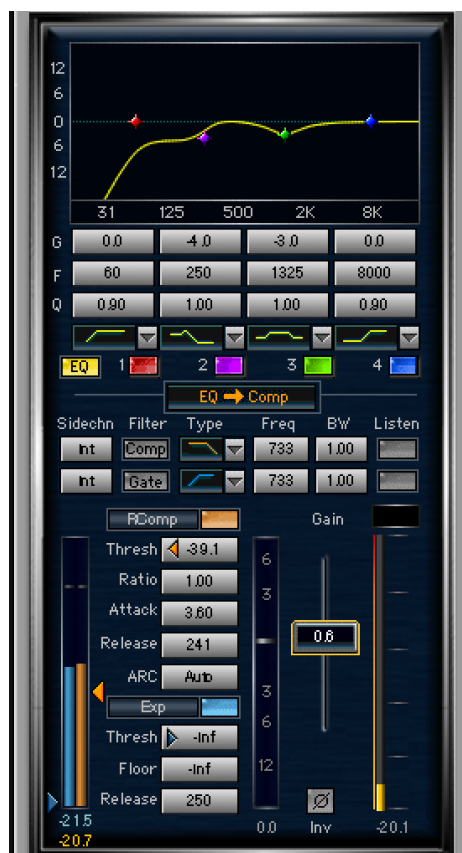 12
6
0
6
12
31 125 500 2K 8K
G 0.0 -4.0 -3.0 0.0
F 60 250 1325 8000
Q 0.90 1.00 1.00 0.90
EQ 1 2 3 4
EQ → Comp
Sidechn Filter Type Freq BW Listen
Int Comp 733 1.00
Int Gate 733 1.00
RComp Gain
Thresh -39.1
Ratio 1.00
Attack 3.60
Release 241
ARC Auto
Exp
Thresh -Inf
Floor -Inf
Release 250
6
3
3
6
12
0.6
-21.5
-20.7
0.0 Inv -20.1